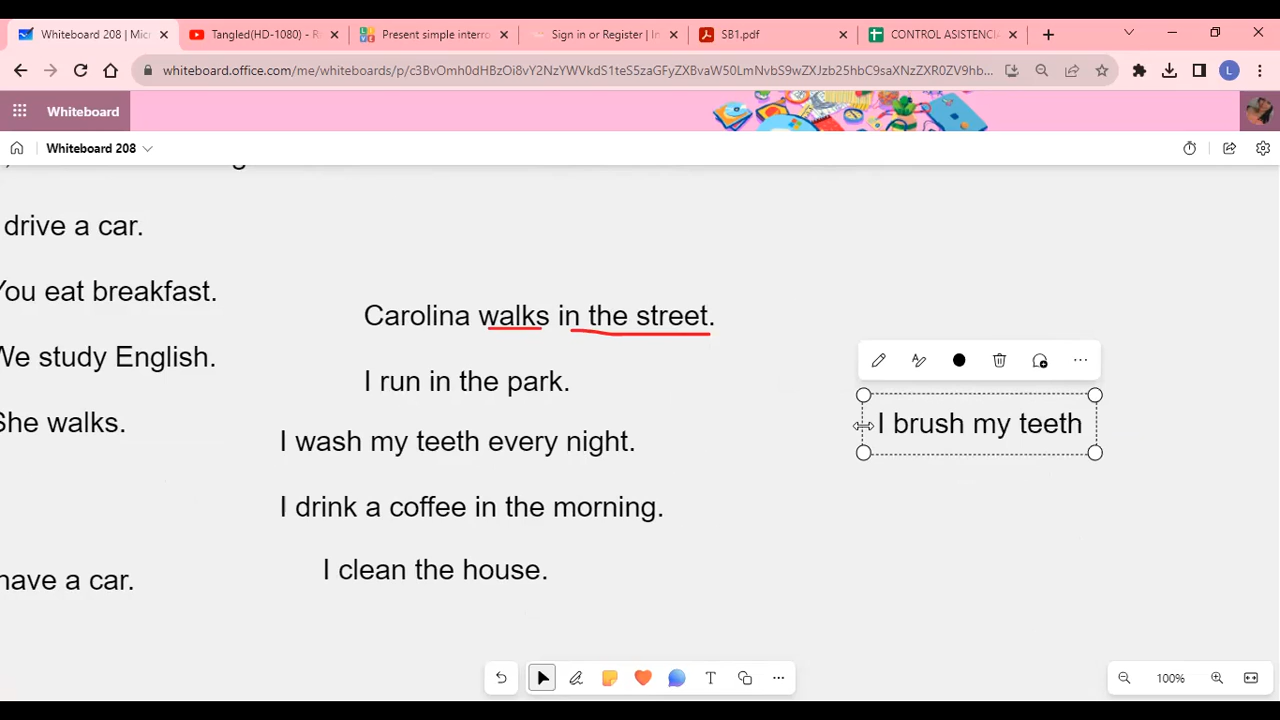 Whiteboard 208 | Mic
Tangled(HD-1080) - R
Present simple interro
Sign in or Register | In
SB1.pdf
CONTROL ASISTENCIA
whiteboard.office.com/me/whiteboards/p/c3BvOmh0dHBzOi8vY2NzYWVkdS1teS5zaGFyZXBvaW50LmNvbS9wZXJzb25hbC9saXNzZXR0ZV9hb...
L
Whiteboard
Whiteboard 208
drive a car.
You eat breakfast.
Carolina walks in the street.
We study English.
I run in the park.
She walks.
I brush my teeth
I wash my teeth every night.
I drink a coffee in the morning.
I clean the house.
have a car.
T
100%